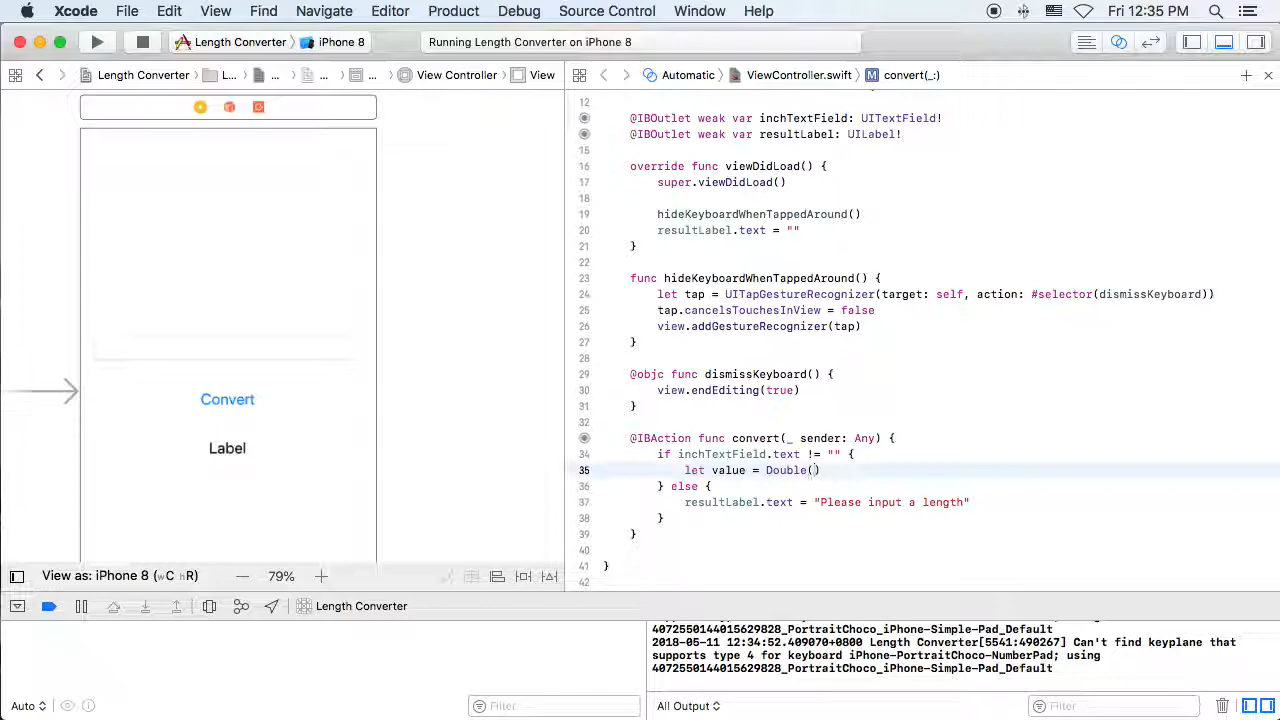 Xcode File Edit View Find Navigate Editor Product Debug Source Control Window Help Fri 12:35 PM
Length Converter iPhone 8 Running Length Converter on iPhone 8
Length Converter L... ... ... ... View Controller View Automatic ViewController.swift M convert(_:)
12
@IBOutlet weak var inchTextField: UITextField!
@IBOutlet weak var resultLabel: UILabel!
15
16 override func viewDidLoad() {
17 super.viewDidLoad()
18
19 hideKeyboardWhenTappedAround()
20 resultLabel.text = ""
21 }
22
23 func hideKeyboardWhenTappedAround() {
24 let tap = UITapGestureRecognizer(target: self, action: #selector(dismissKeyboard))
25 tap.cancelsTouchesInView = false
26 view.addGestureRecognizer(tap)
27 }
28
29 @objc func dismissKeyboard() {
30 view.endEditing(true)
31 }
32
@IBAction func convert(_ sender: Any) {
34 if inchTextField.text != "" {
35 let value = Double()
36 } else {
37 resultLabel.text = "Please input a length"
38 }
39 }
40
41 }
42
Convert
Label
View as: iPhone 8 (wC hR) 79%
Length Converter
4072550144015629828_PortraitChoco_iPhone-Simple-Pad_Default
2018-05-11 12:34:52.409070+0800 Length Converter[5541:490267] Can't find keyplane that
supports type 4 for keyboard iPhone-PortraitChoco-NumberPad; using
4072550144015629828_PortraitChoco_iPhone-Simple-Pad_Default
Auto Filter All Output Filter